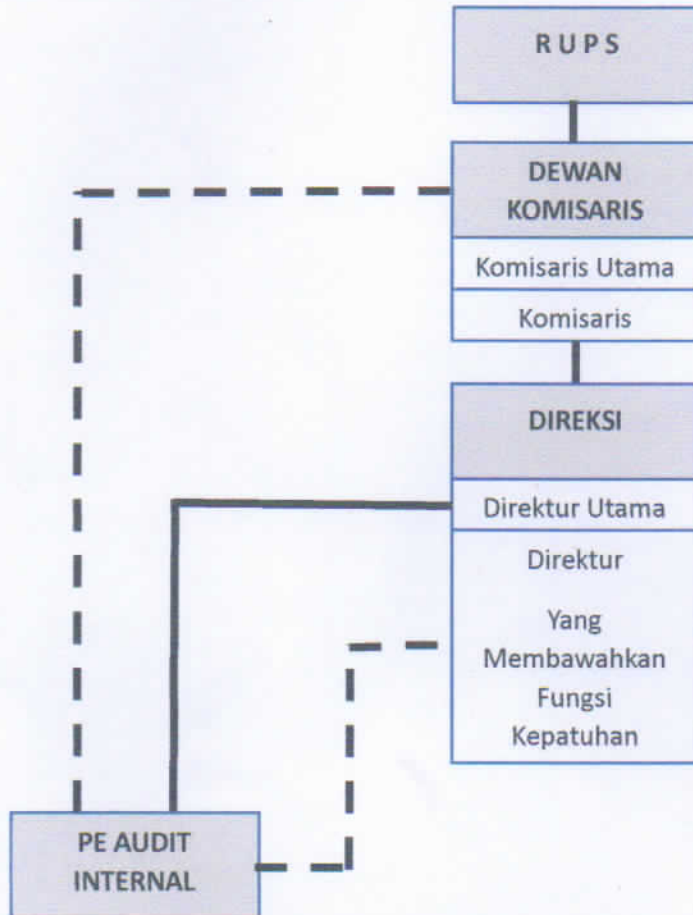 R U P S
DEWAN
KOMISARIS
Komisaris Utama
Komisaris
DIREKSI
Direktur Utama
Direktur
Yang
Membawahkan
Fungsi
Kepatuhan
PE AUDIT
INTERNAL